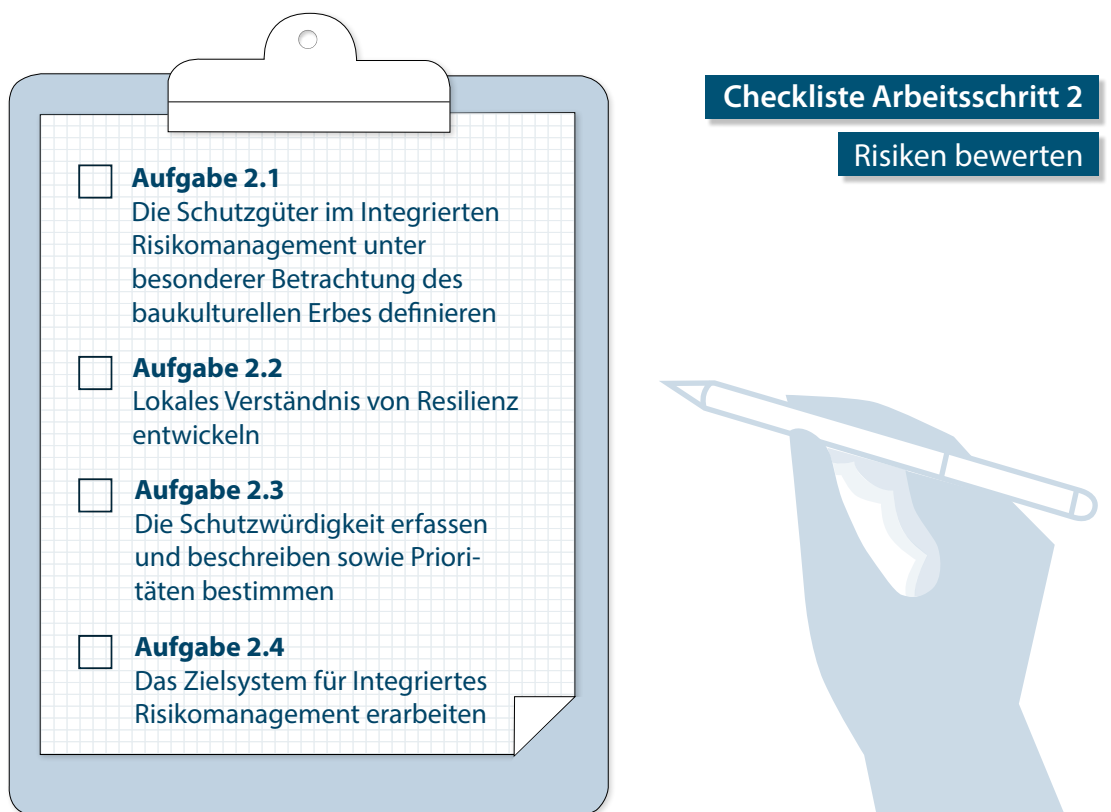 Checkliste Arbeitsschritt 2
Risiken bewerten
Aufgabe 2.1
Die Schutzgüter im Integrierten
Risikomanagement unter
besonderer Betrachtung des
baukulturellen Erbes definieren
Aufgabe 2.2
Lokales Verständnis von Resilienz
entwickeln
Aufgabe 2.3
Die Schutzwürdigkeit erfassen
und beschreiben sowie Priori-
täten bestimmen
Aufgabe 2.4
Das Zielsystem für Integriertes
Risikomanagement erarbeiten